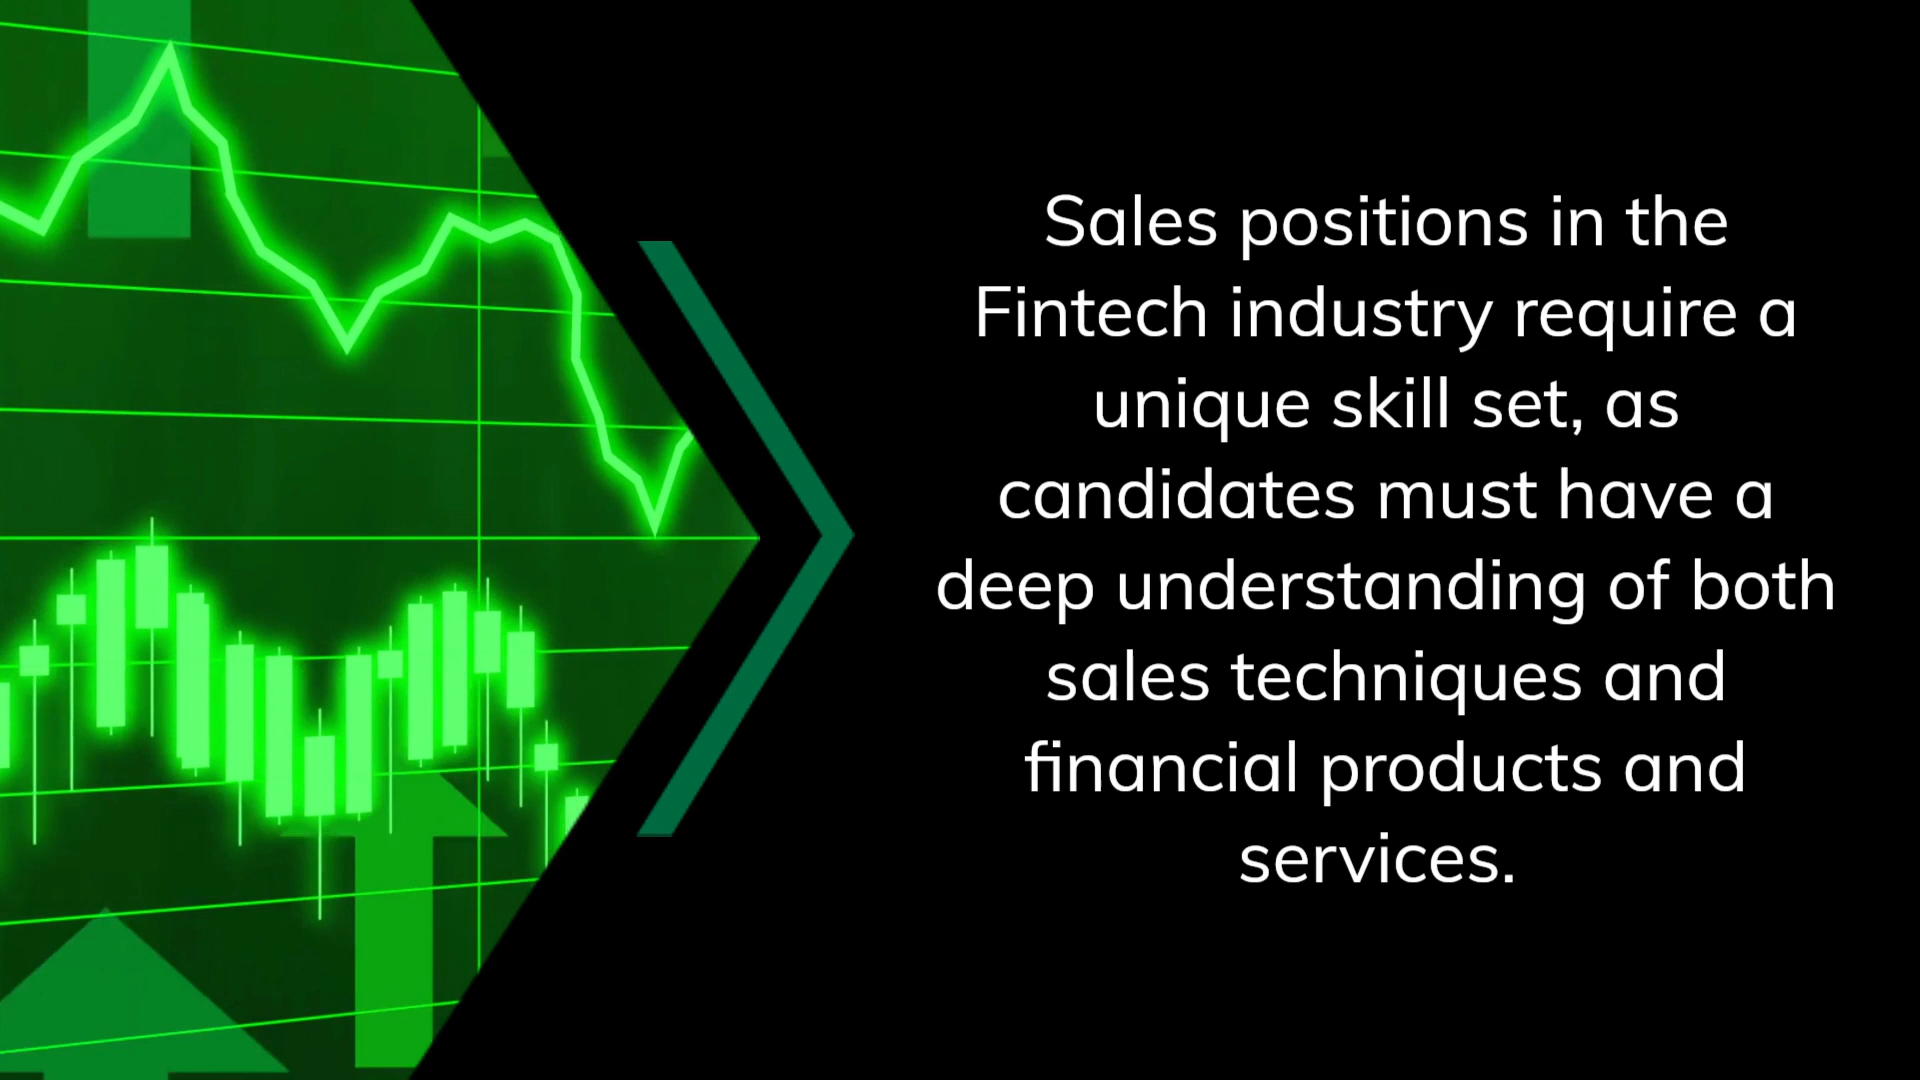 Sales positions in the
Fintech industry require a
unique skill set, as
candidates must have a
deep understanding of both
sales techniques and
financial products and
services.